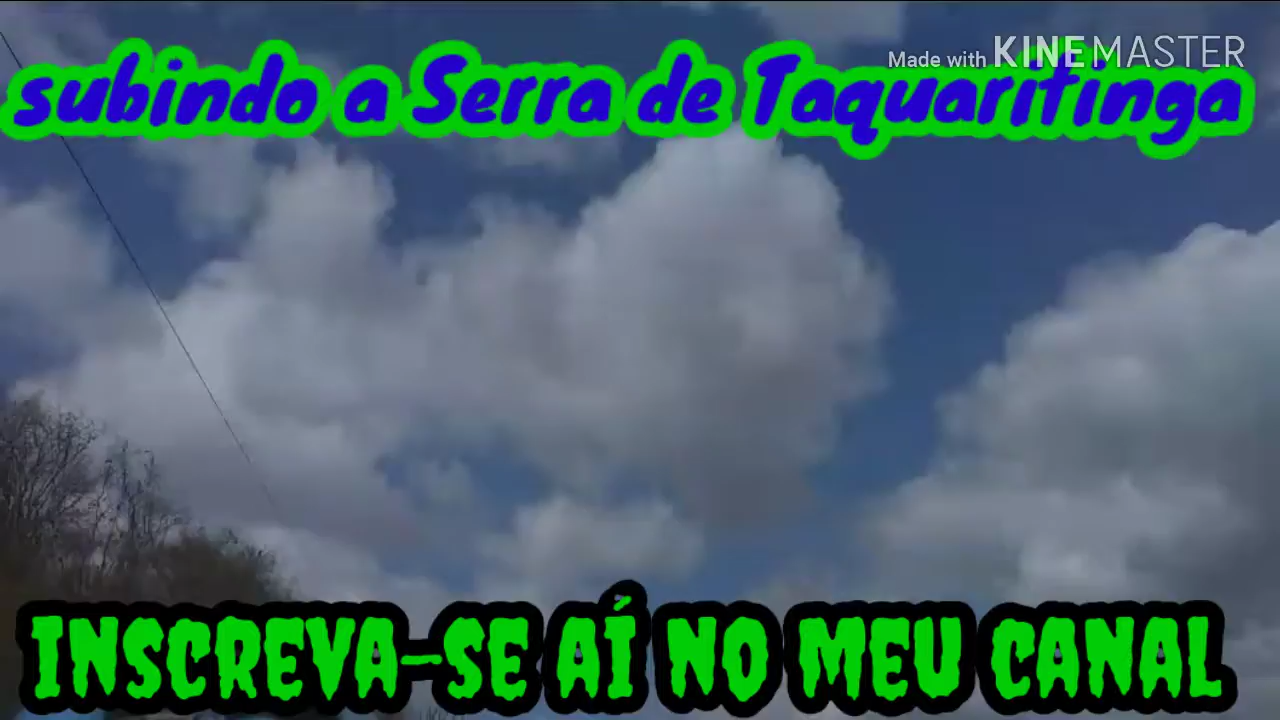 Made with KINEMASTER
subindo a Serra de Taquaritinga
INSCREVA-SE AÍ NO MEU CANAL